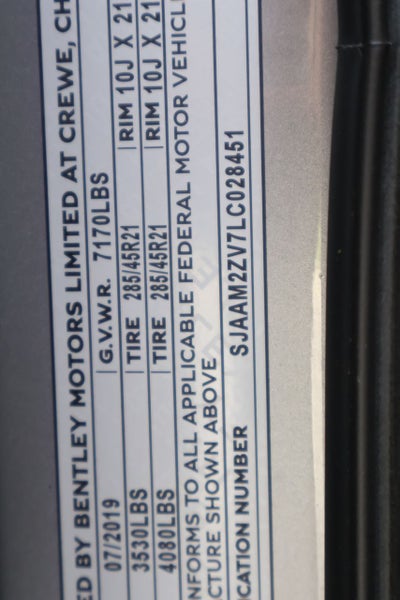 ED BY BENTLEY MOTORS LIMITED AT CREWE, CH
07/2019 G.V.W.R. 7170LBS
3530LBS TIRE 285/45R21 RIM 10J X 21
4080LBS TIRE 285/45R21 RIM 10J X 21
NFORMS TO ALL APPLICABLE FEDERAL MOTOR VEHICL
CTURE SHOWN ABOVE
ICATION NUMBER SJAAM2ZV7LC028451